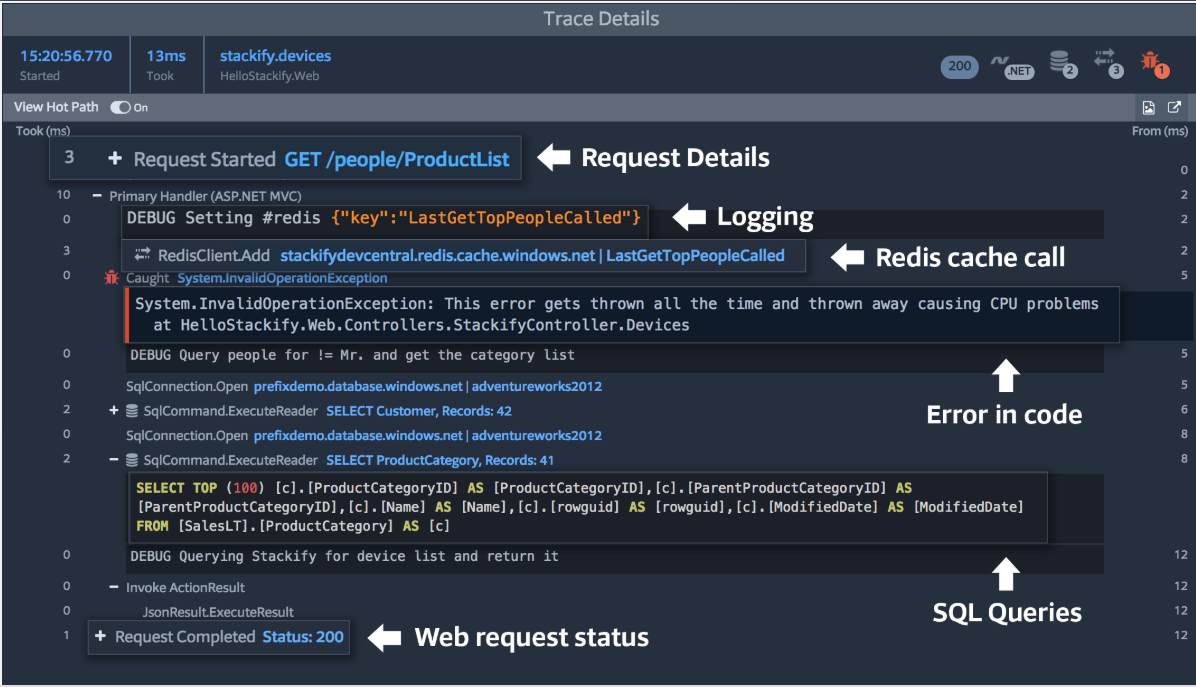 Trace Details
15:20:56.770 13ms stackify.devices
Started Took HelloStackify.Web
200 .NET 2 3 1
View Hot Path On
Took (ms) From (ms)
3 + Request Started GET /people/ProductList Request Details
0
10 − Primary Handler (ASP.NET MVC) 2
0 DEBUG Setting #redis {"key":"LastGetTopPeopleCalled"} Logging 2
3 RedisClient.Add stackifydevcentral.redis.cache.windows.net | LastGetTopPeopleCalled Redis cache call 2
0 Caught System.InvalidOperationException 5
System.InvalidOperationException: This error gets thrown all the time and thrown away causing CPU problems
at HelloStackify.Web.Controllers.StackifyController.Devices
0 DEBUG Query people for != Mr. and get the category list 5
0 SqlConnection.Open prefixdemo.database.windows.net | adventureworks2012 5
2 + SqlCommand.ExecuteReader SELECT Customer, Records: 42 6
Error in code
0 SqlConnection.Open prefixdemo.database.windows.net | adventureworks2012 8
2 − SqlCommand.ExecuteReader SELECT ProductCategory, Records: 41 8
SELECT TOP (100) [c].[ProductCategoryID] AS [ProductCategoryID],[c].[ParentProductCategoryID] AS
[ParentProductCategoryID],[c].[Name] AS [Name],[c].[rowguid] AS [rowguid],[c].[ModifiedDate] AS [ModifiedDate]
FROM [SalesLT].[ProductCategory] AS [c]
0 DEBUG Querying Stackify for device list and return it 12
0 − Invoke ActionResult 12
0 JsonResult.ExecuteResult 12
SQL Queries
1 + Request Completed Status: 200 Web request status 12